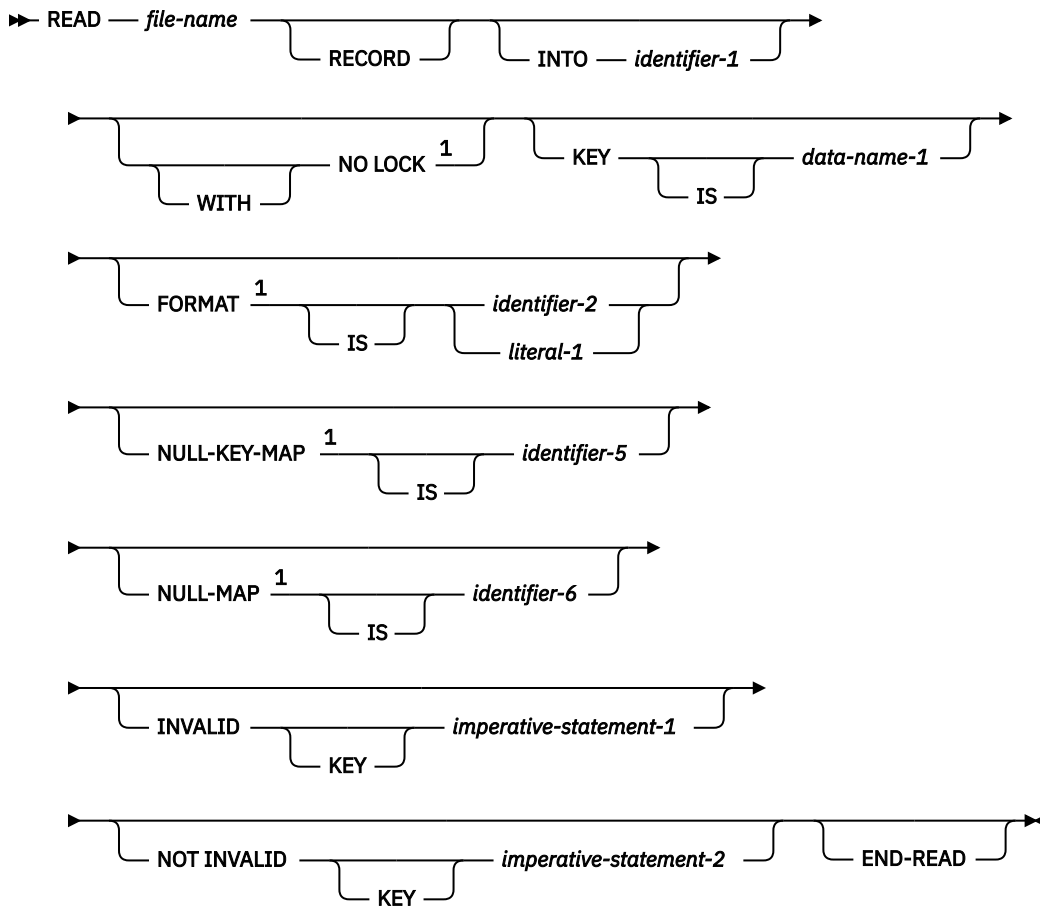 READ file-name
RECORD INTO identifier-1
NO LOCK 1 KEY data-name-1
WITH IS
FORMAT 1 identifier-2
IS literal-1
NULL-KEY-MAP 1 identifier-5
IS
NULL-MAP 1 identifier-6
IS
INVALID imperative-statement-1
KEY
NOT INVALID imperative-statement-2 END-READ
KEY